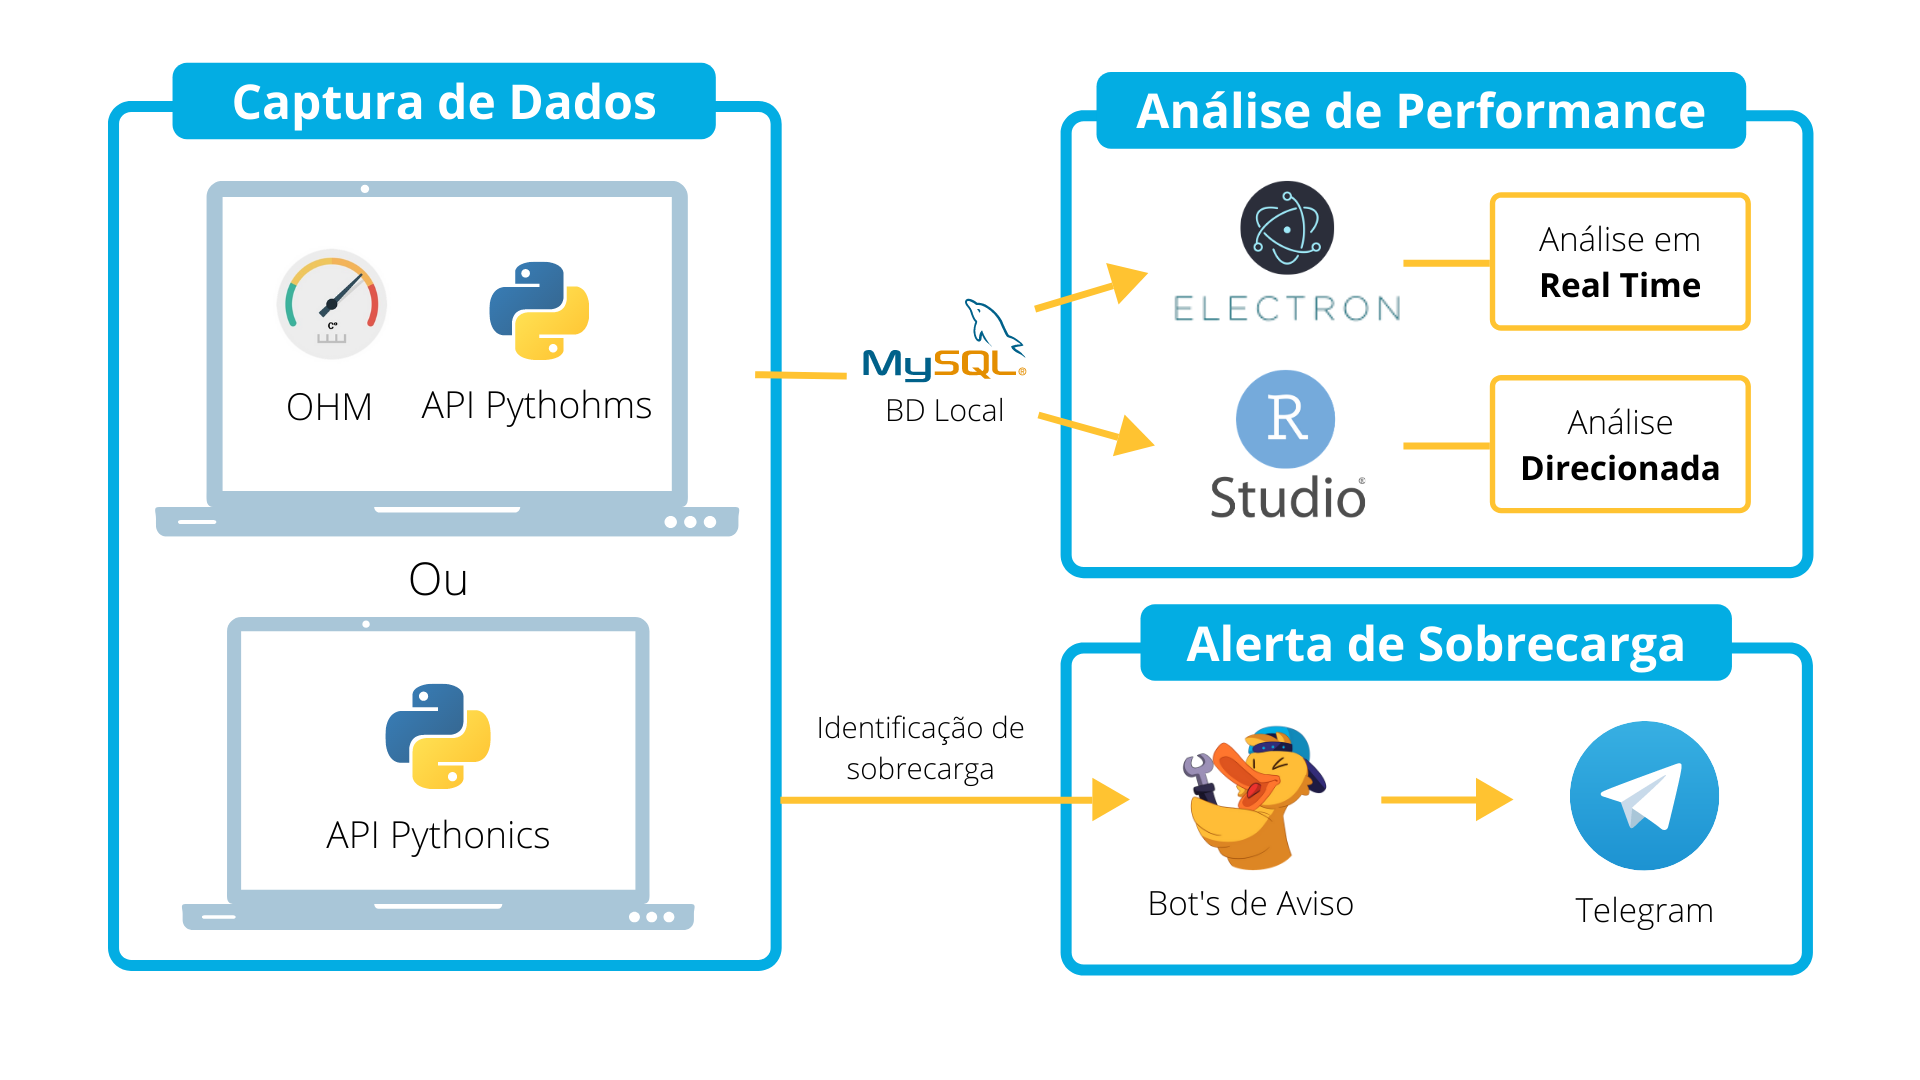 Captura de Dados
C°
OHM
API Pythohms
Ou
API Pythonics
MySQL®
BD Local
Identificação de
sobrecarga
Análise de Performance
ELECTRON
Análise em
Real Time
R
Studio®
Análise
Direcionada
Alerta de Sobrecarga
Bot's de Aviso
Telegram